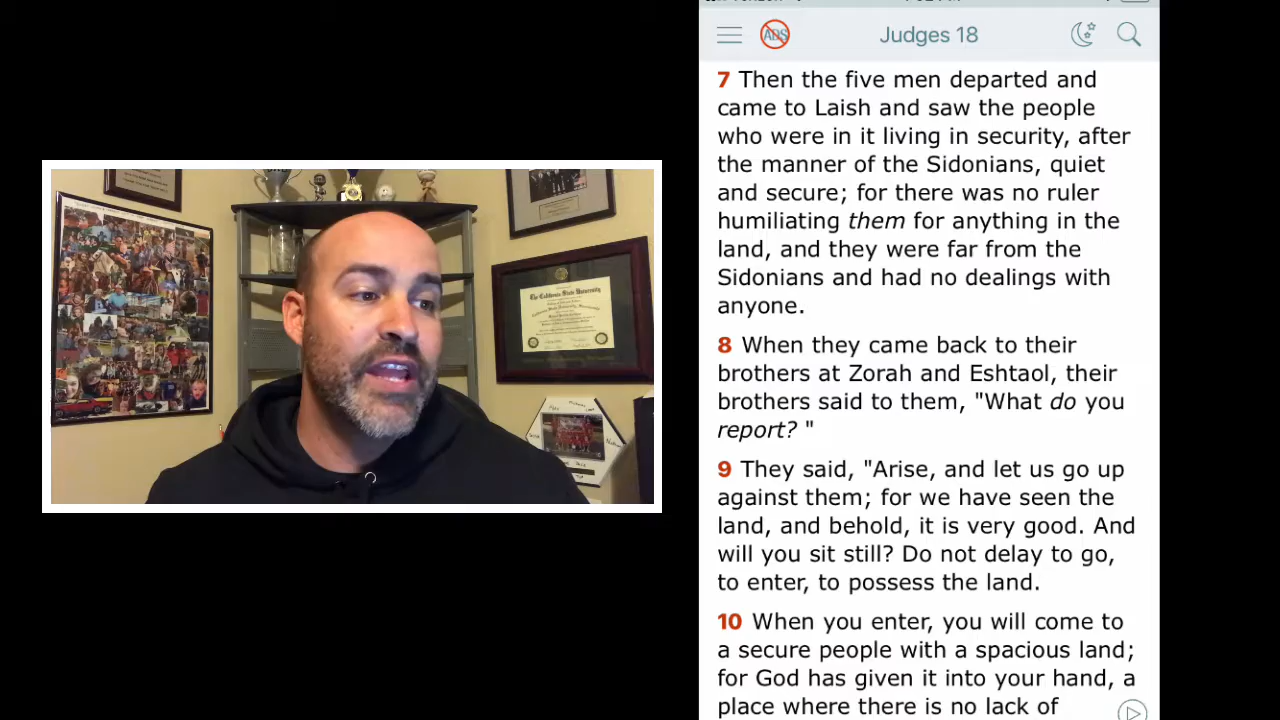 ADS
Judges 18
7 Then the five men departed and
came to Laish and saw the people
who were in it living in security, after
the manner of the Sidonians, quiet
and secure; for there was no ruler
humiliating them for anything in the
land, and they were far from the
Sidonians and had no dealings with
anyone.
8 When they came back to their
brothers at Zorah and Eshtaol, their
brothers said to them, "What do you
report? "
9 They said, "Arise, and let us go up
against them; for we have seen the
land, and behold, it is very good. And
will you sit still? Do not delay to go,
to enter, to possess the land.
10 When you enter, you will come to
a secure people with a spacious land;
for God has given it into your hand, a
place where there is no lack of
The California State University